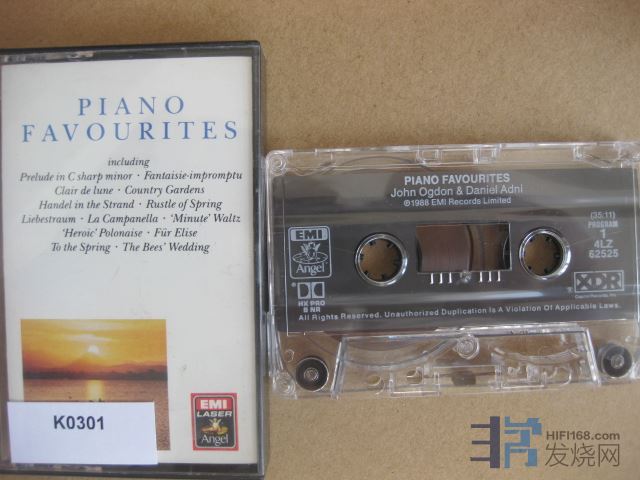 PIANO
FAVOURITES
including
Prelude in C sharp minor · Fantaisie-impromptu
Clair de lune · Country Gardens
Handel in the Strand · Rustle of Spring
Liebestraum · La Campanella · 'Minute' Waltz
'Heroic' Polonaise · Für Elise
To the Spring · The Bees' Wedding
EMI
LASER
Angel
K0301
PIANO FAVOURITES
John Ogdon & Daniel Adni
℗1988 EMI Records Limited
EMI
Angel
HX PRO
B NR
(35:11)
PROGRAM
1
4LZ
62525
XDR
Capitol Records, Inc.
All Rights Reserved. Unauthorized Duplication Is A Violation Of Applicable Laws.
HIFI168.com
发烧网